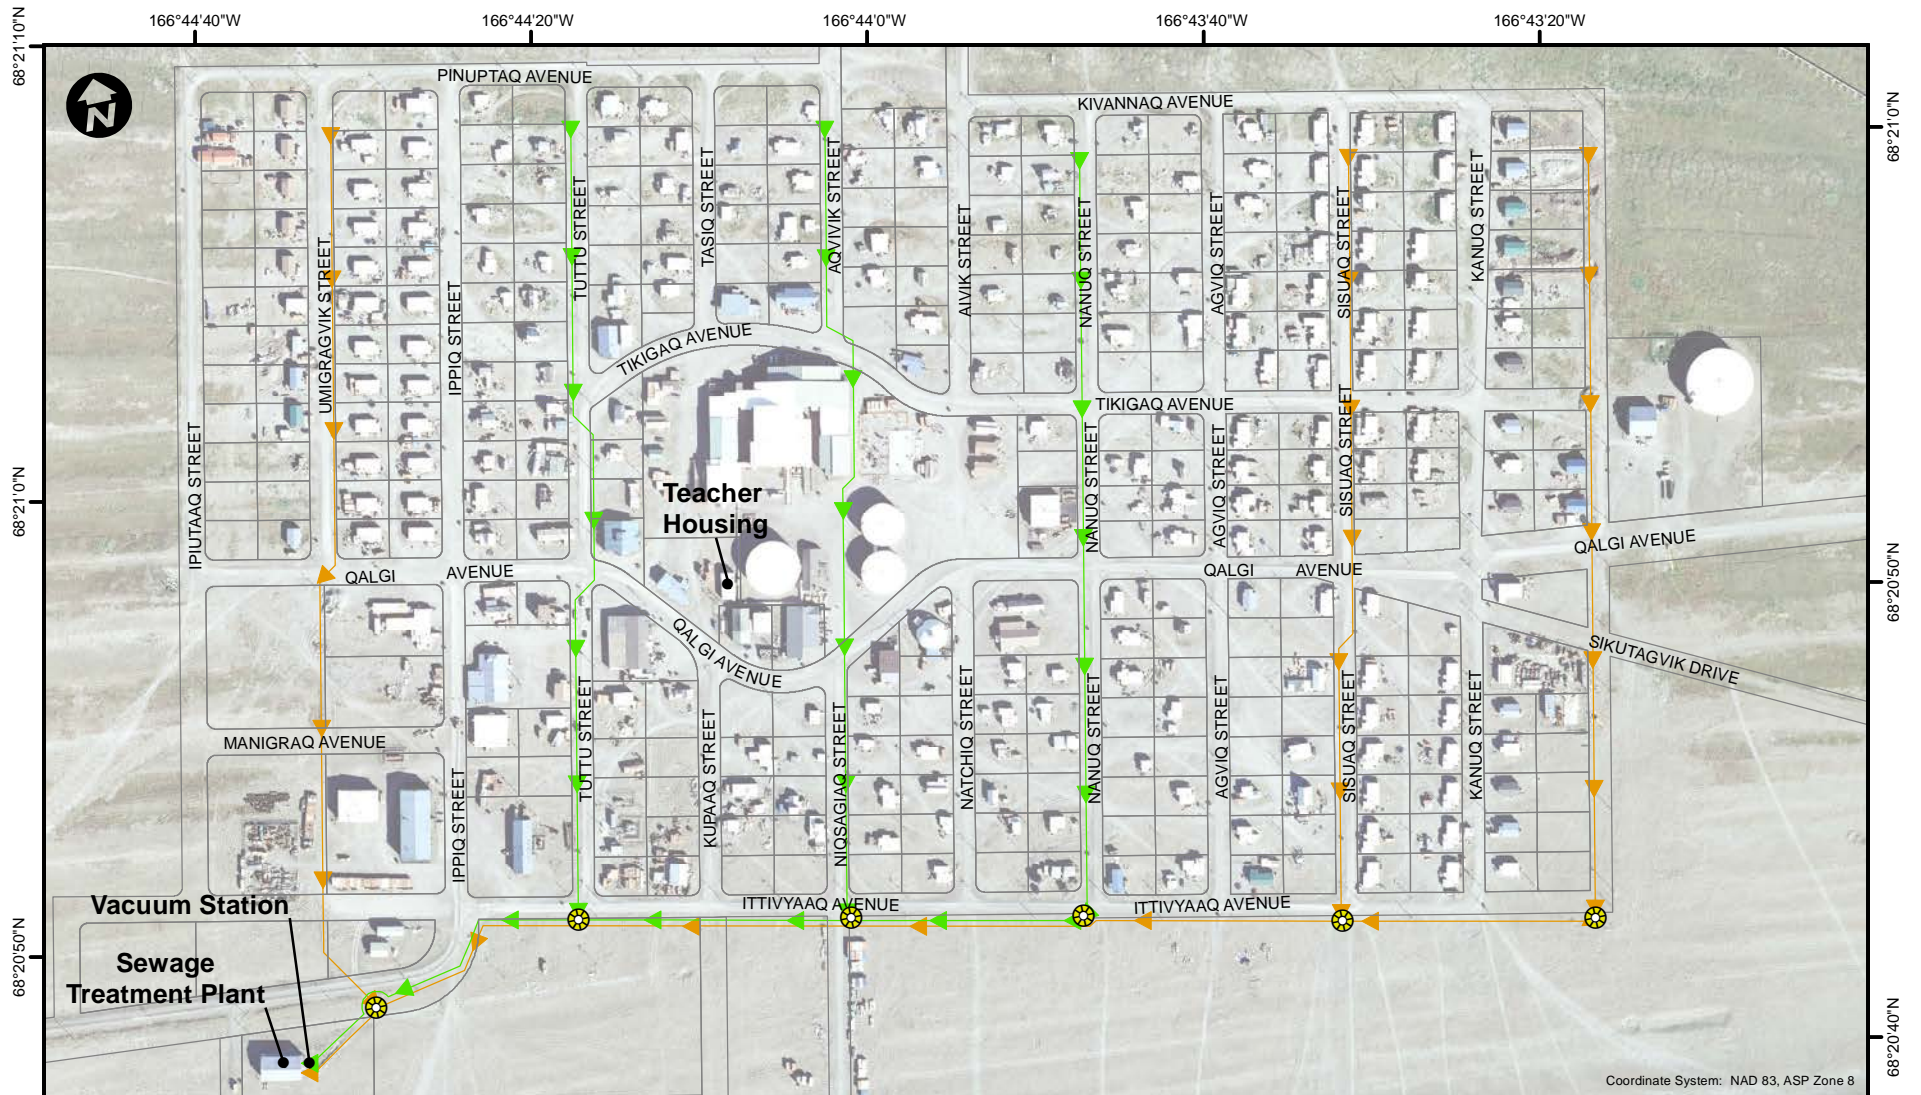 166°44'40"W
166°44'20"W
166°44'0"W
166°43'40"W
166°43'20"W
68°21'10"N
68°21'0"N
N
PINUPTAQ AVENUE
KIVANNAQ AVENUE
UMIGRAGVIK STREET
IPPIQ STREET
TUTTU STREET
TASIQ STREET
AQVIVIK STREET
AIVIK STREET
NANUQ STREET
AGVIQ STREET
SISUAQ STREET
KANUQ STREET
TIKIGAQ AVENUE
TIKIGAQ AVENUE
IPIUTAAQ STREET
NANUQ STREET
AGVIQ STREET
SISUAQ STREET
68°21'0"N
68°20'50"N
Teacher
Housing
QALGI AVENUE
QALGI AVENUE
QALGI AVENUE
QALGI AVENUE
SIKUTAGVIK DRIVE
MANIGRAQ AVENUE
IPPIQ STREET
TUTTU STREET
KUPAAQ STREET
NIQSAGIAQ STREET
NATCHIQ STREET
NANUQ STREET
AGVIQ STREET
SISUAQ STREET
KANUQ STREET
ITTIVYAAQ AVENUE
ITTIVYAAQ AVENUE
Vacuum Station
Sewage
Treatment Plant
68°20'50"N
68°20'40"N
Coordinate System: NAD 83, ASP Zone 8